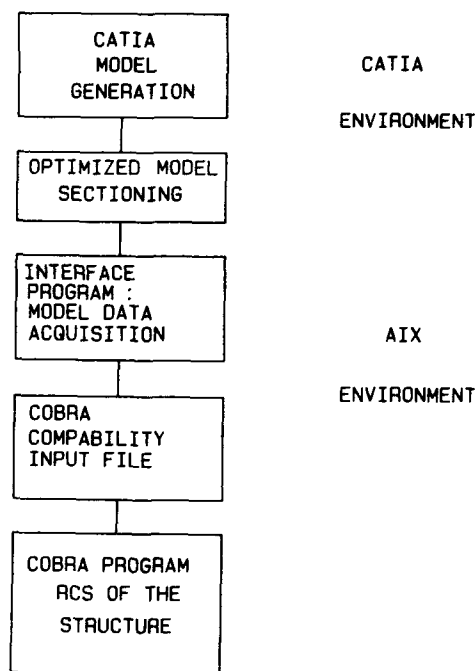 CATIA
MODEL
GENERATION
CATIA
ENVIRONMENT
OPTIMIZED MODEL
SECTIONING
INTERFACE
PROGRAM :
MODEL DATA
ACQUISITION
AIX
ENVIRONMENT
COBRA
COMPABILITY
INPUT FILE
COBRA PROGRAM
RCS OF THE
STRUCTURE